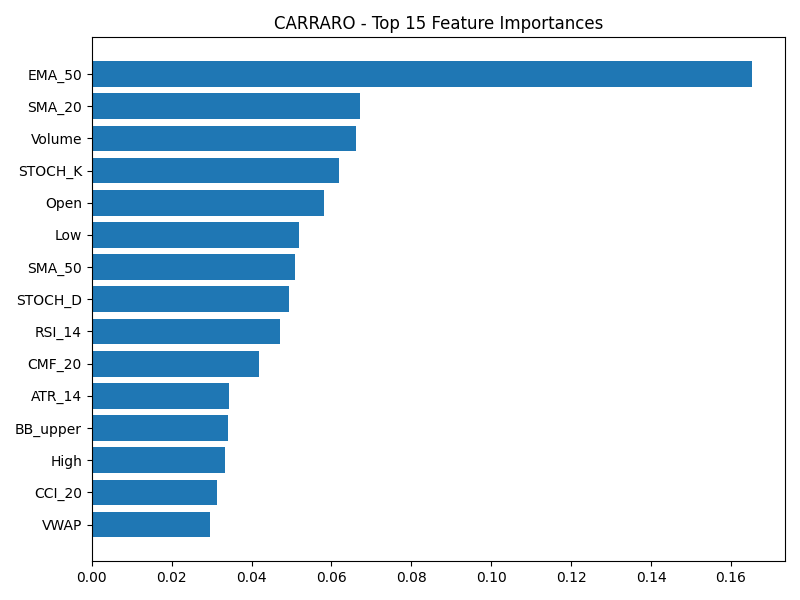 CARRARO - Top 15 Feature Importances
EMA_50
SMA_20
Volume
STOCH_K
Open
Low
SMA_50
STOCH_D
RSI_14
CMF_20
ATR_14
BB_upper
High
CCI_20
VWAP
0.00 0.02 0.04 0.06 0.08 0.10 0.12 0.14 0.16